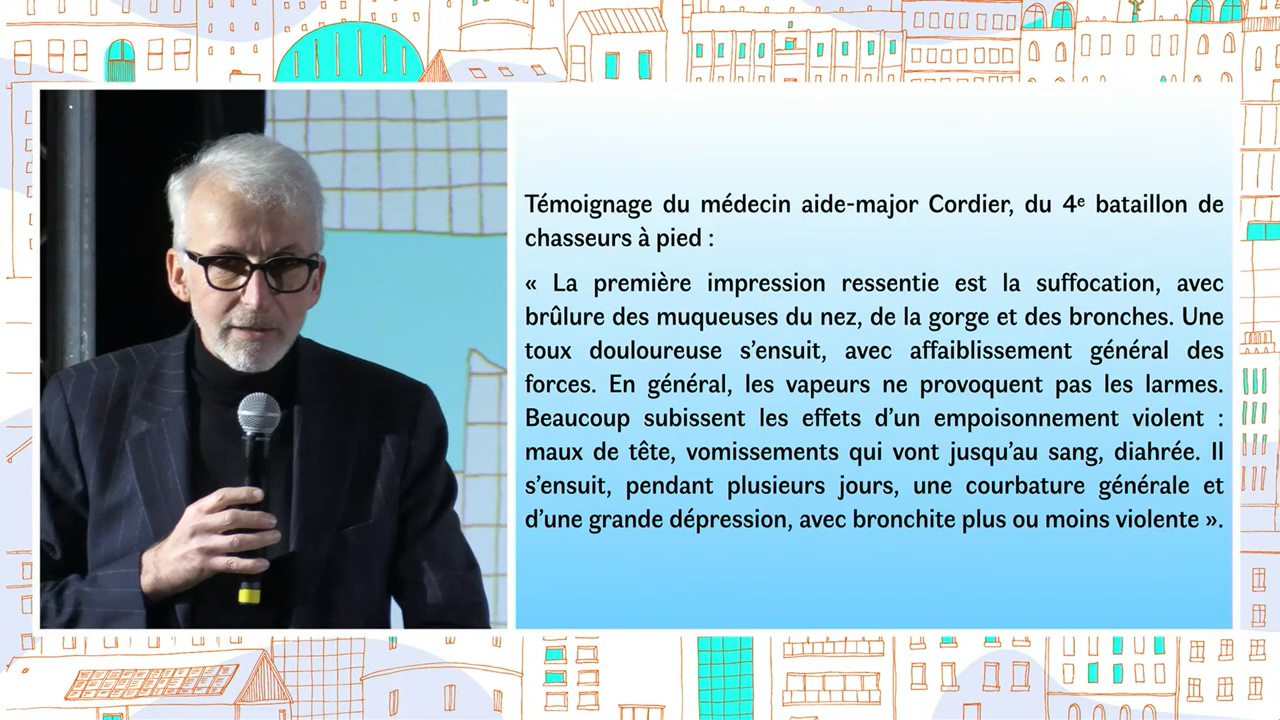 Témoignage du médecin aide-major Cordier, du 4ᵉ bataillon de
chasseurs à pied :
« La première impression ressentie est la suffocation, avec
brûlure des muqueuses du nez, de la gorge et des bronches. Une
toux douloureuse s’ensuit, avec affaiblissement général des
forces. En général, les vapeurs ne provoquent pas les larmes.
Beaucoup subissent les effets d’un empoisonnement violent :
maux de tête, vomissements qui vont jusqu’au sang, diahrée. Il
s’ensuit, pendant plusieurs jours, une courbature générale et
d’une grande dépression, avec bronchite plus ou moins violente ».